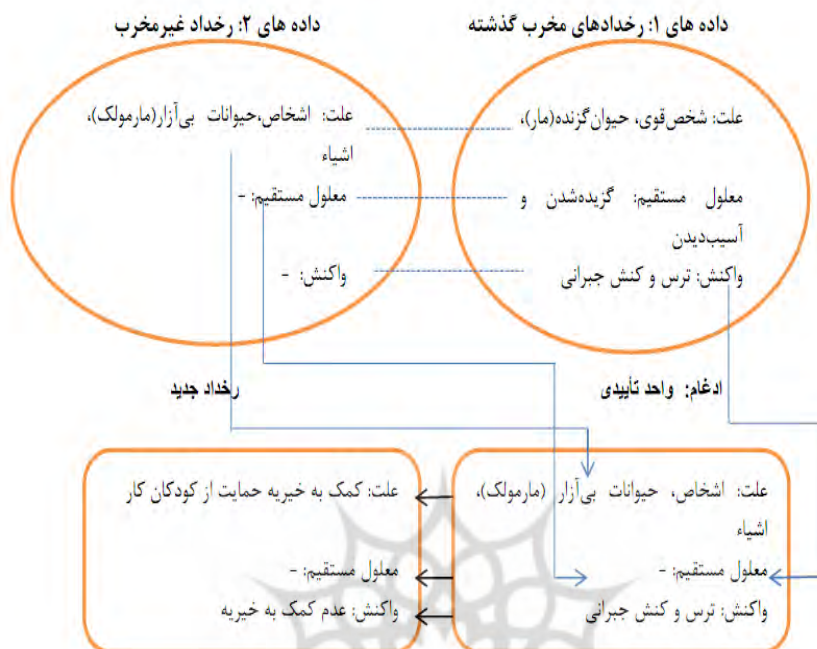 داده های ۱: رخدادهای مخرب گذشته
داده های ۲: رخداد غیرمخرب
علت: شخص‌قوی، حیوان‌گزنده(مار)،
معلول مستقیم: گزیده‌شدن و
آسیب‌دیدن
واکنش: ترس و کنش جبرانی
علت: اشخاص،حیوانات بی‌آزار(مارمولک)،
اشیاء
معلول مستقیم: -
واکنش: -
ادغام: واحد تأییدی
رخداد جدید
علت: اشخاص، حیوانات بی‌آزار (مارمولک)،
اشیاء
معلول مستقیم: -
واکنش: ترس و کنش جبرانی
علت: کمک به خیریه حمایت از کودکان کار
معلول مستقیم: -
واکنش: عدم کمک به خیریه